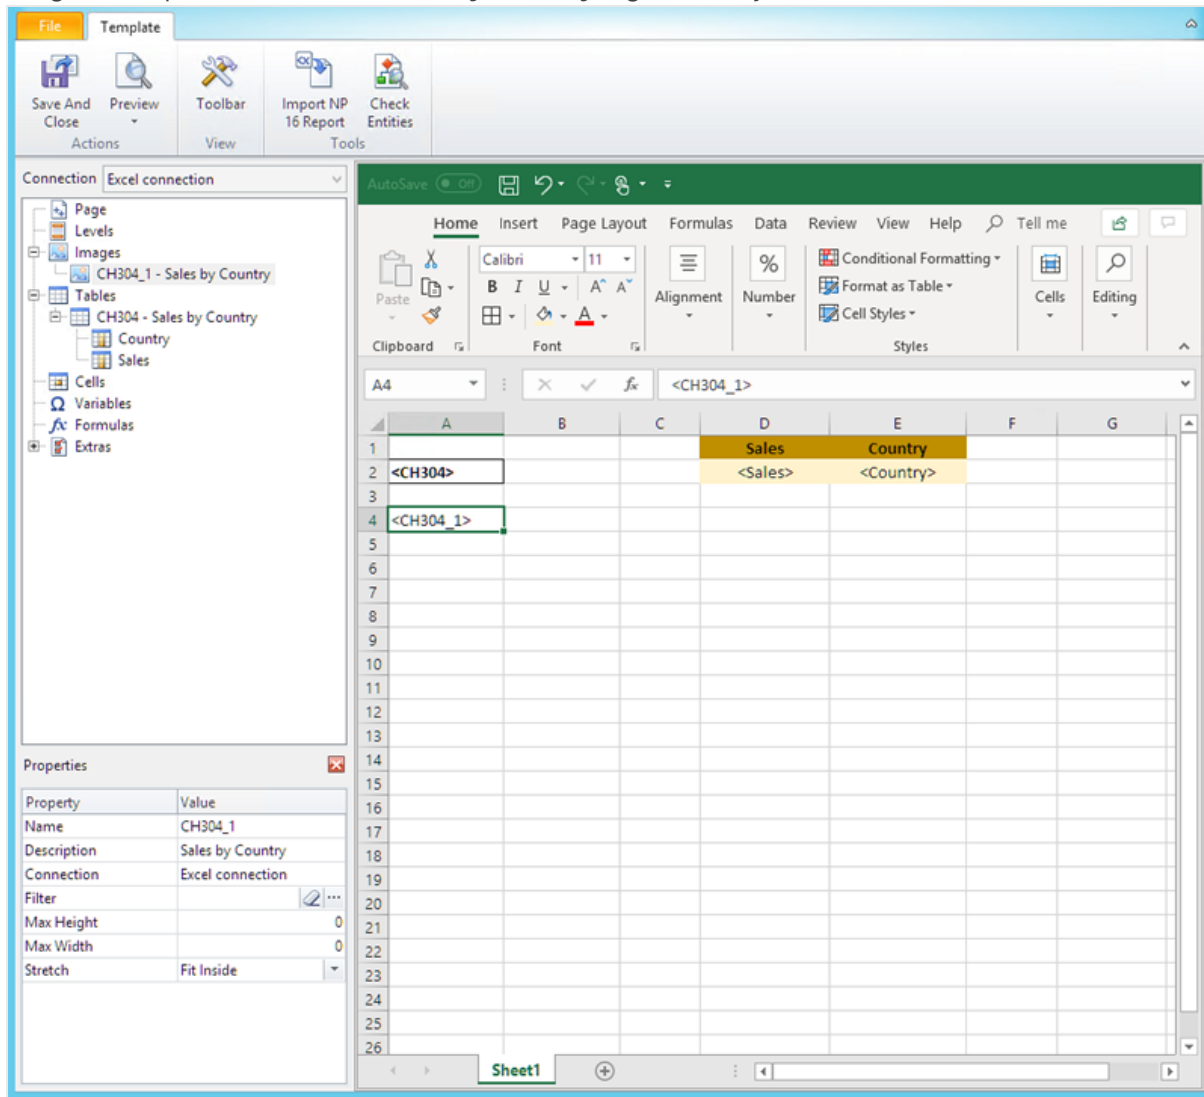 File Template
Save And Close Preview Toolbar Import NP 16 Report Check Entities
Actions View Tools
Connection Excel connection
Page
Levels
Images
CH304_1 - Sales by Country
Tables
CH304 - Sales by Country
Country
Sales
Cells
Variables
Formulas
Extras
Properties
Property Value
Name CH304_1
Description Sales by Country
Connection Excel connection
Filter
Max Height 0
Max Width 0
Stretch Fit Inside
AutoSave Off
Home Insert Page Layout Formulas Data Review View Help Tell me
Paste Calibri 11 B I U A A A Alignment % Number Conditional Formatting Format as Table Cell Styles Cells Editing
Clipboard Font Styles
A4 fx <CH304_1>
A B C D E F G
1 Sales Country
2 <CH304> <Sales> <Country>
3
4 <CH304_1>
5
6
7
8
9
10
11
12
13
14
15
16
17
18
19
20
21
22
23
24
25
26
Sheet1